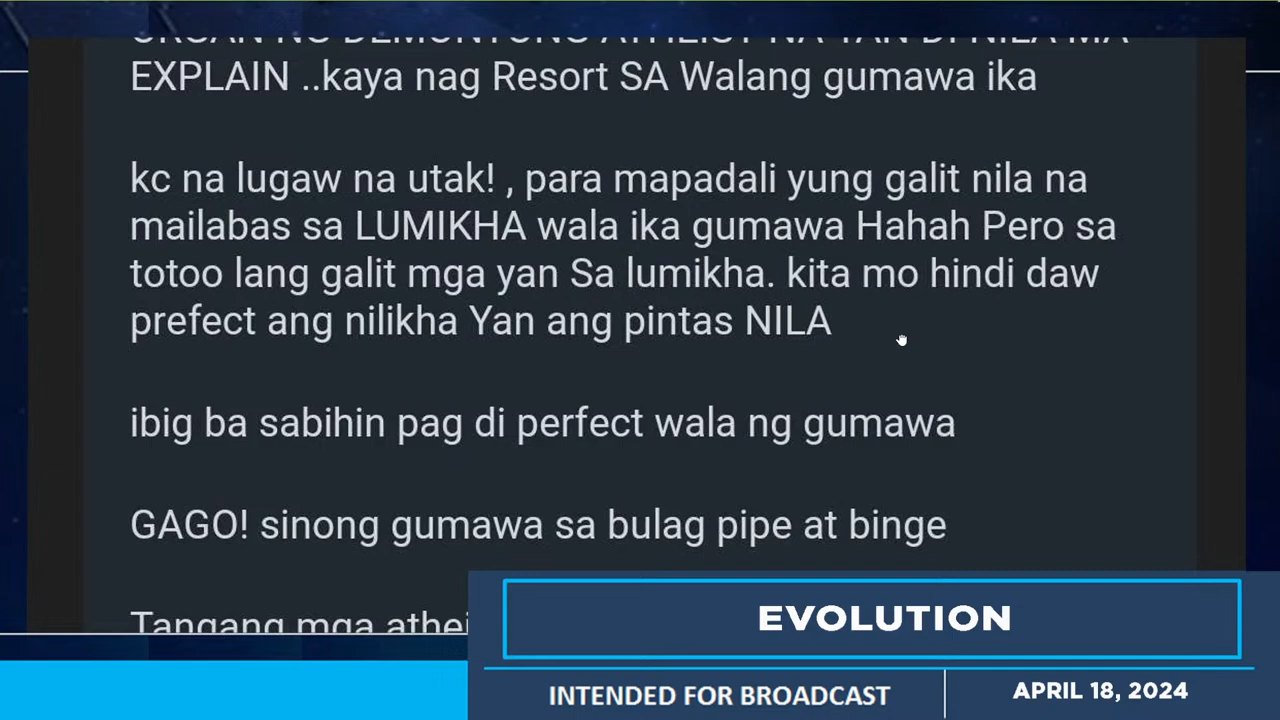 EXPLAIN ..kaya nag Resort SA Walang gumawa ika
kc na lugaw na utak! , para mapadali yung galit nila na
mailabas sa LUMIKHA wala ika gumawa Hahah Pero sa
totoo lang galit mga yan Sa lumikha. kita mo hindi daw
prefect ang nilikha Yan ang pintas NILA
ibig ba sabihin pag di perfect wala ng gumawa
GAGO! sinong gumawa sa bulag pipe at binge
Tangang mga
EVOLUTION
INTENDED FOR BROADCAST
APRIL 18, 2024